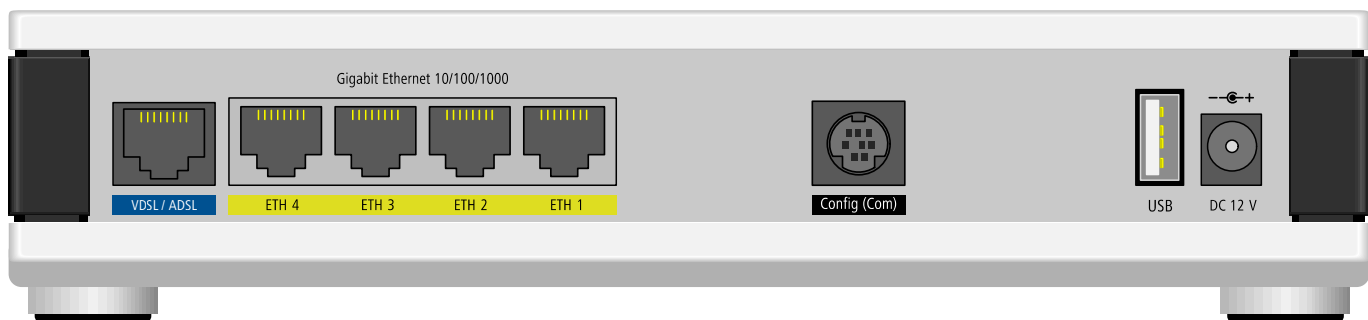 Gigabit Ethernet 10/100/1000
VDSL / ADSL
ETH 4
ETH 3
ETH 2
ETH 1
Config (Com)
USB
DC 12 V